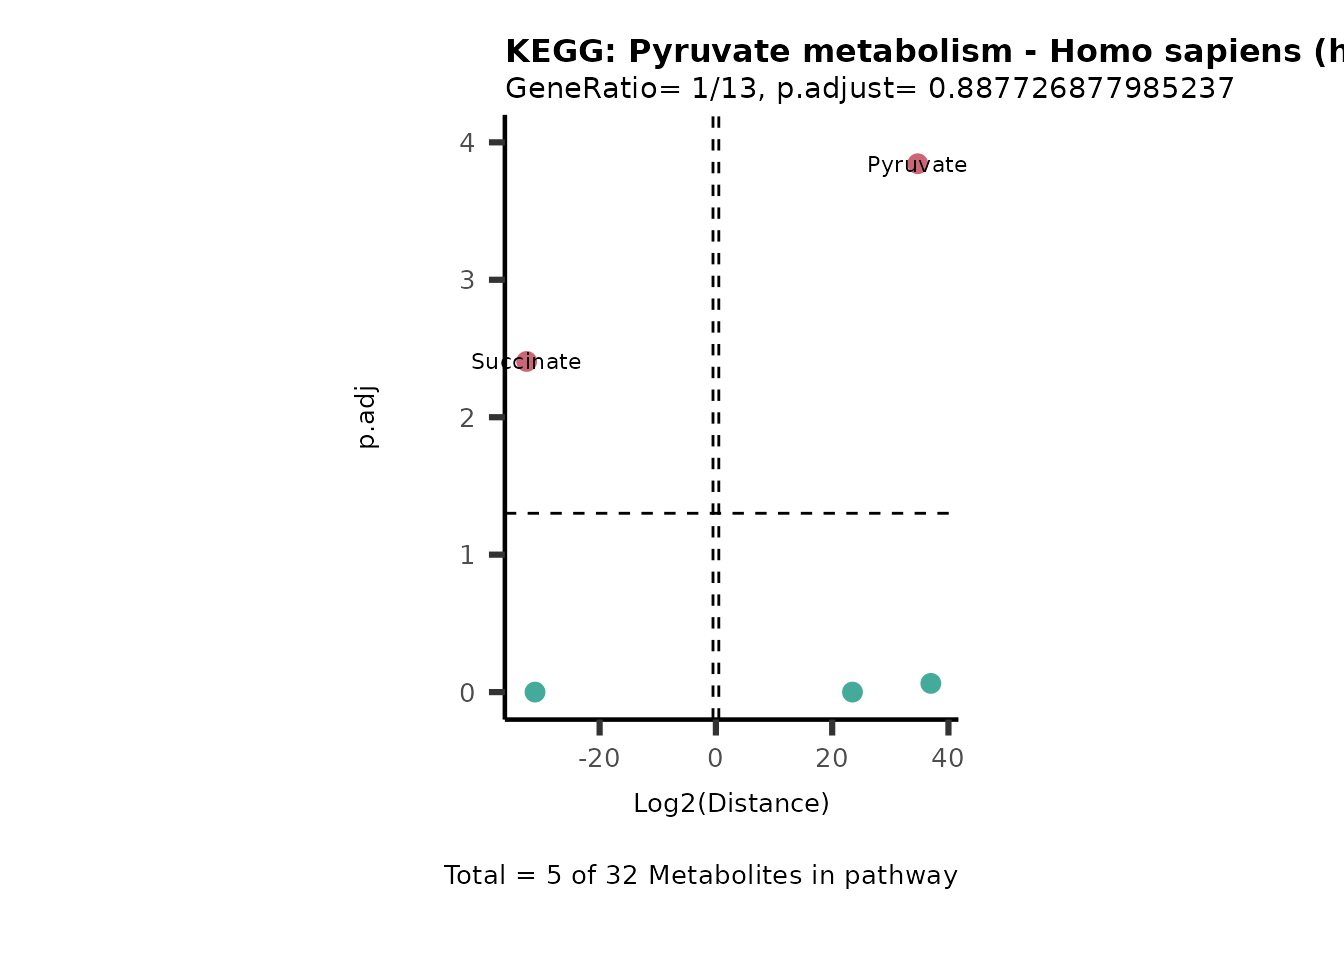 KEGG: Pyruvate metabolism - Homo sapiens (h
GeneRatio= 1/13, p.adjust= 0.887726877985237
4
Pyruvate
3
Succinate
p.adj
2
1
0
-20 0 20 40
Log2(Distance)
Total = 5 of 32 Metabolites in pathway